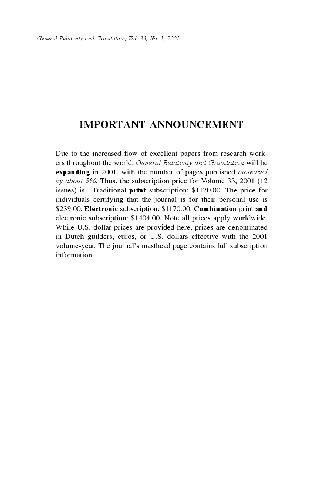 General Relativity and Gravitation, Vol. 33, No. 1, 2001
IMPORTANT ANNOUNCEMENT
Due to the increased flow of excellent papers from research work-
ers throughout the world, General Relativity and Gravitation will be
expanding in 2001, with the number of pages published increased
by about 5%. Thus, the subscription price for Volume 33, 2001 (12
issues) is: Traditional print subscription: $1170.00. The price for
individuals certifying that the journal is for their personal use is
$239.00. Electronic subscription: $1170.00. Combination print and
electronic subscription: $1404.00. Note all prices apply worldwide.
While U.S. dollar prices are provided here, prices are denominated
in Dutch guilders, euros, or U.S. dollars effective with the 2001
volume-year. The journal's masthead page contains full subscription
information.